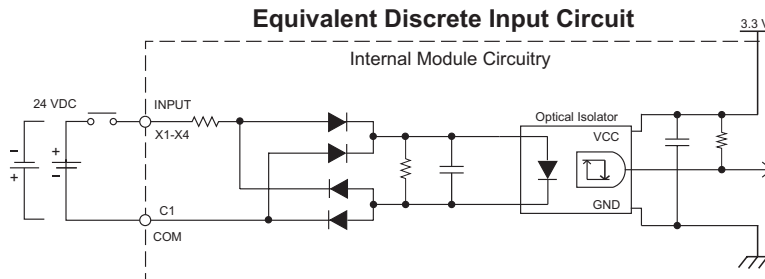 Equivalent Discrete Input Circuit
3.3 V
Internal Module Circuitry
24 VDC
INPUT
X1-X4
Optical Isolator
VCC
GND
C1
COM
+
-
-
+